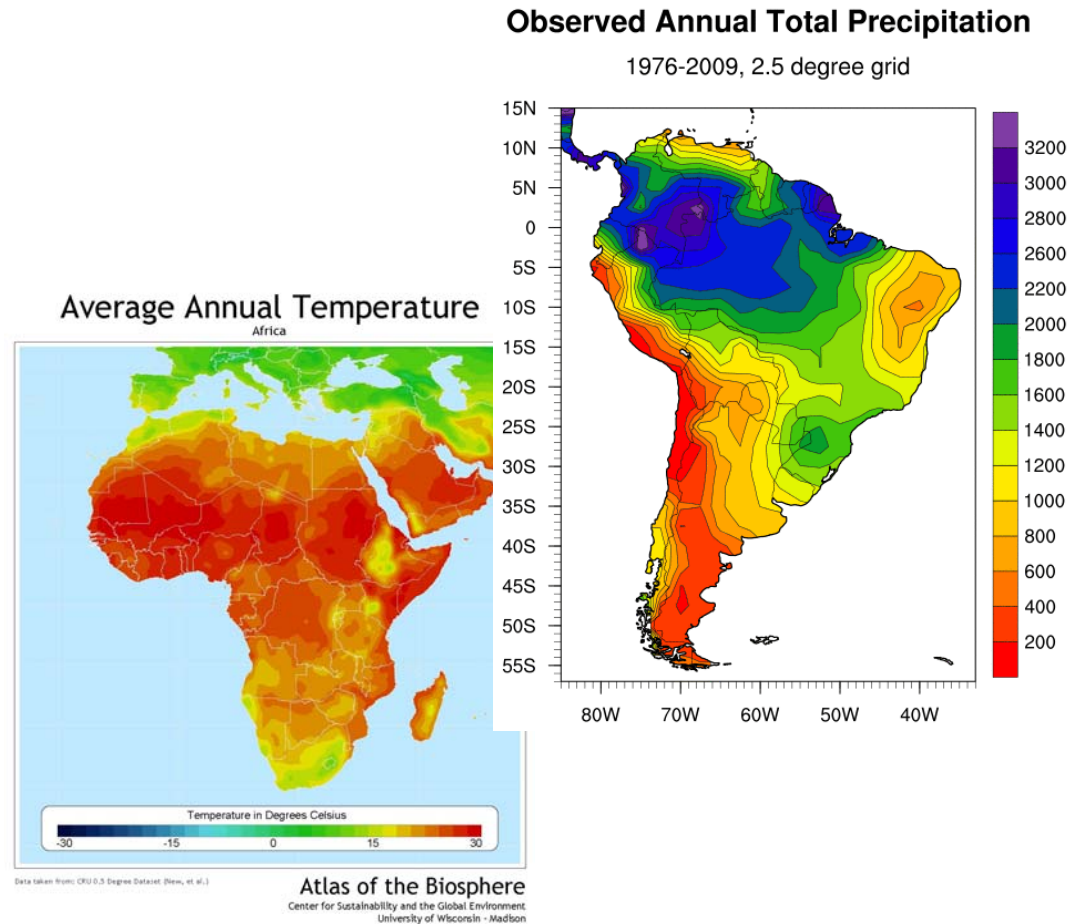 Observed Annual Total Precipitation
1976-2009, 2.5 degree grid
15N
10N
5N
0
5S
10S
15S
20S
25S
30S
35S
40S
45S
50S
55S
80W 70W 60W 50W 40W
3200
3000
2800
2600
2200
2000
1800
1600
1400
1200
1000
800
600
400
200
Average Annual Temperature
Africa
Temperature in Degrees Celsius
-30 -15 0 15 30
Data taken from: CRU 0.5 Degree Dataset (New, et al.)
Atlas of the Biosphere
Center for Sustainability and the Global Environment
University of Wisconsin - Madison